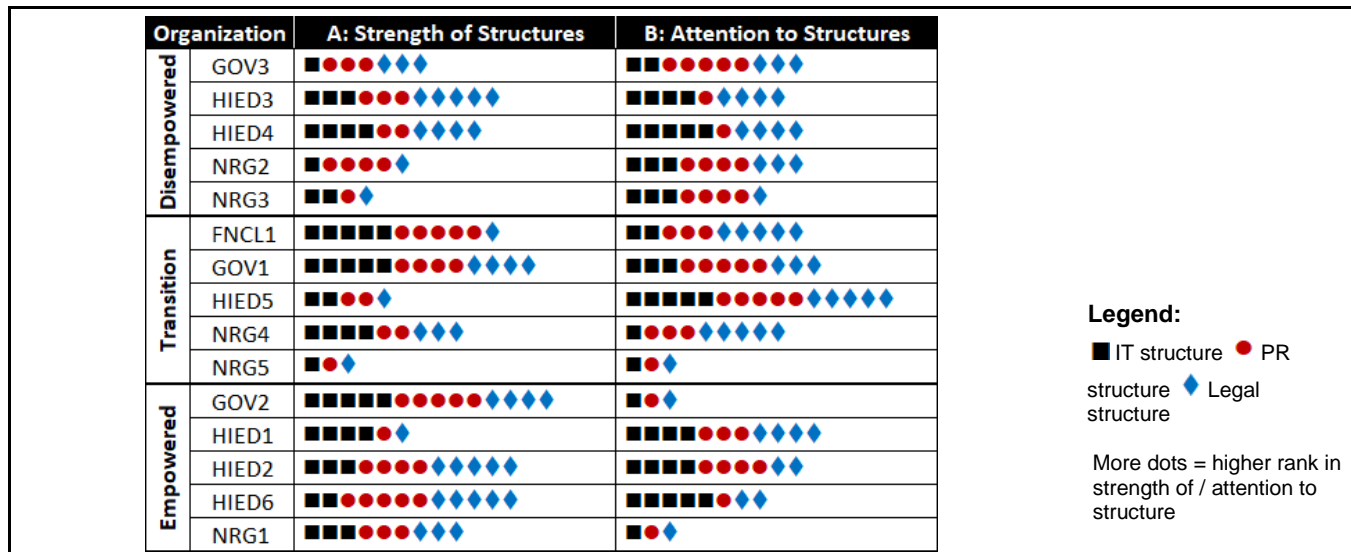 Organization A: Strength of Structures B: Attention to Structures
Disempowered
GOV3
HIED3
HIED4
NRG2
NRG3
Transition
FNCL1
GOV1
HIED5
NRG4
NRG5
Empowered
GOV2
HIED1
HIED2
HIED6
NRG1
Legend:
IT structure PR
structure Legal
structure
More dots = higher rank in
strength of / attention to
structure